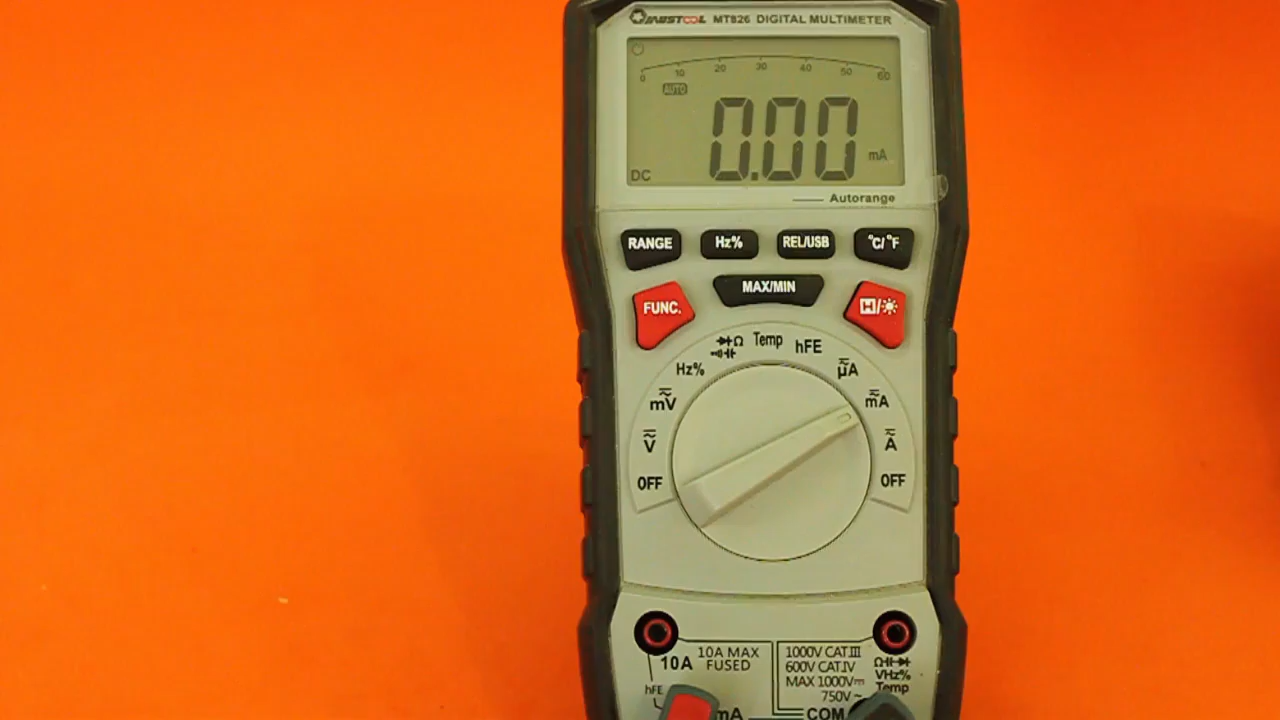 MUSTOOL MT826 DIGITAL MULTIMETER
0 10 20 30 40 50 60
AUTO
0.00 mA
DC
Autorange
RANGE Hz% REL/USB °C/°F
MAX/MIN
FUNC. H/
Temp hFE
Ω
Hz% μA
mV mA
V A
OFF OFF
10A MAX
FUSED
10A
1000V CAT.III
600V CAT.IV
MAX 1000V
750V ~
Ω
VHz%
Temp
hFE
mA COM